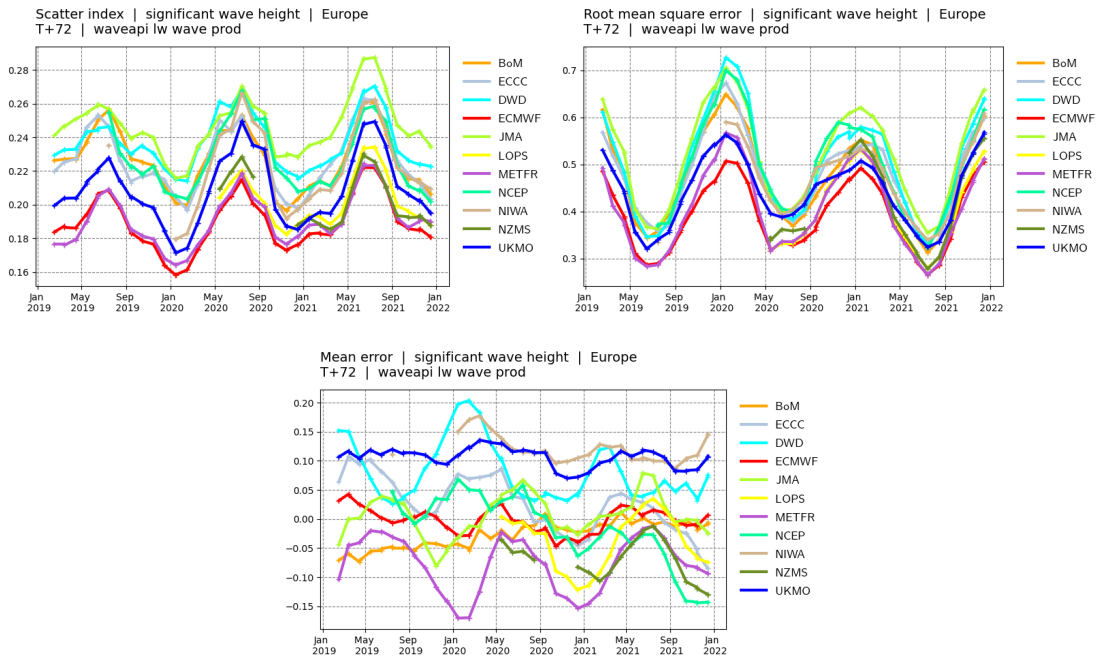 Scatter index | significant wave height | Europe
T+72 | waveapi lw wave prod
0.28
0.26
0.24
0.22
0.20
0.18
0.16
Jan 2019
May 2019
Sep 2019
Jan 2020
May 2020
Sep 2020
Jan 2021
May 2021
Sep 2021
Jan 2022
BoM
ECCC
DWD
ECMWF
JMA
LOPS
METFR
NCEP
NIWA
NZMS
UKMO
Root mean square error | significant wave height | Europe
T+72 | waveapi lw wave prod
0.7
0.6
0.5
0.4
0.3
Jan 2019
May 2019
Sep 2019
Jan 2020
May 2020
Sep 2020
Jan 2021
May 2021
Sep 2021
Jan 2022
BoM
ECCC
DWD
ECMWF
JMA
LOPS
METFR
NCEP
NIWA
NZMS
UKMO
Mean error | significant wave height | Europe
T+72 | waveapi lw wave prod
0.20
0.15
0.10
0.05
0.00
−0.05
−0.10
−0.15
Jan 2019
May 2019
Sep 2019
Jan 2020
May 2020
Sep 2020
Jan 2021
May 2021
Sep 2021
Jan 2022
BoM
ECCC
DWD
ECMWF
JMA
LOPS
METFR
NCEP
NIWA
NZMS
UKMO